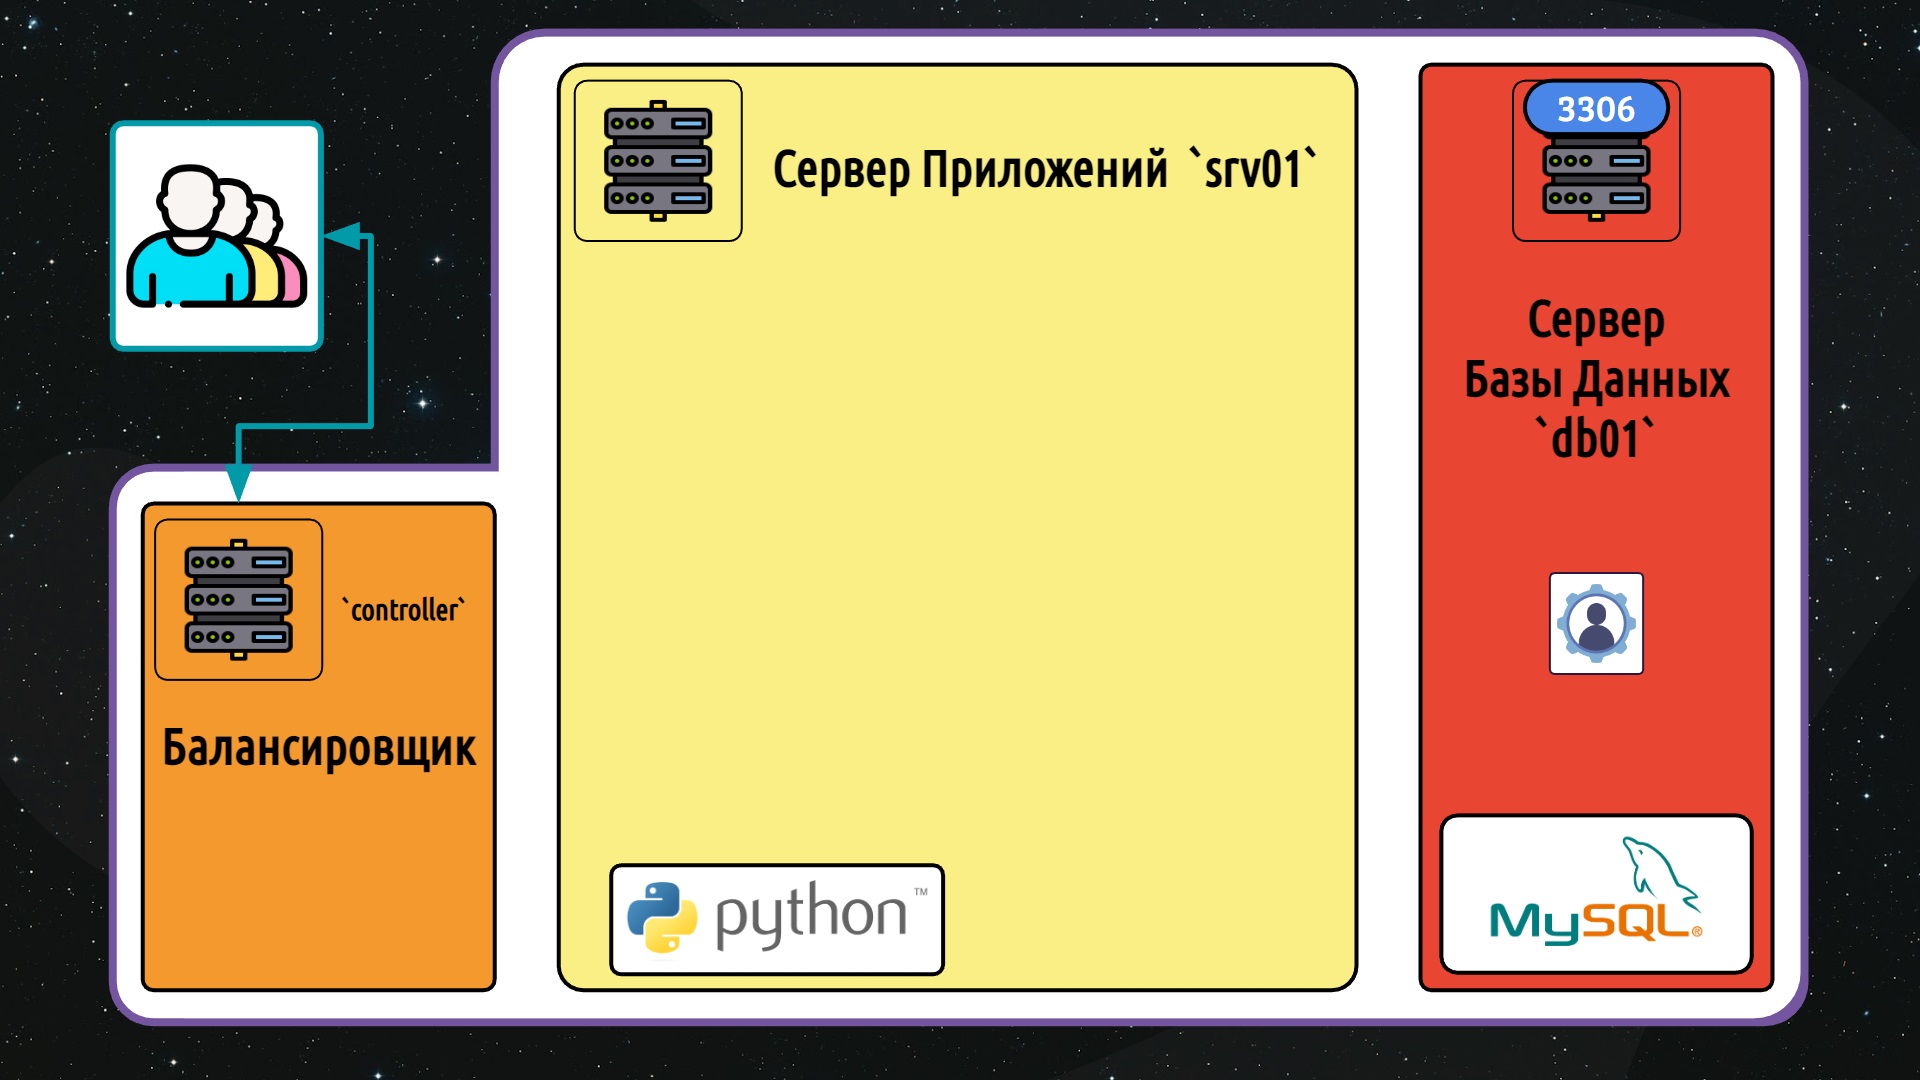 Сервер Приложений `srv01`
3306
Сервер
Базы Данных
`db01`
`controller`
Балансировщик
python™
MySQL®